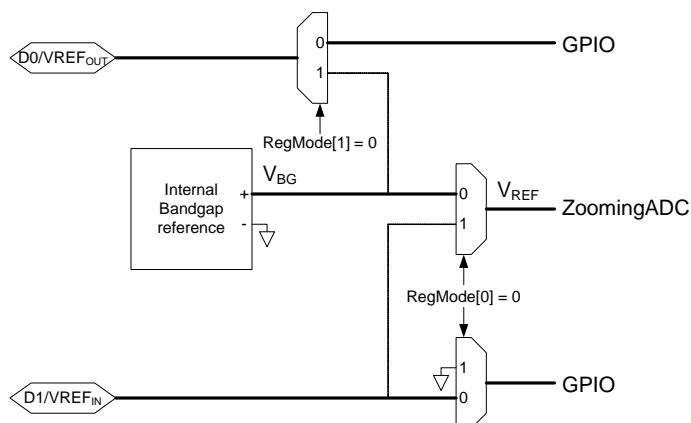 D0/VREFOUT
0
1
GPIO
RegMode[1] = 0
Internal
Bandgap
reference
+
-
VBG
0
1
VREF
ZoomingADC
RegMode[0] = 0
D1/VREFIN
1
0
GPIO